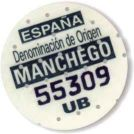 ESPAÑA
Denominación de Origen
MANCHEGO
55309
UB